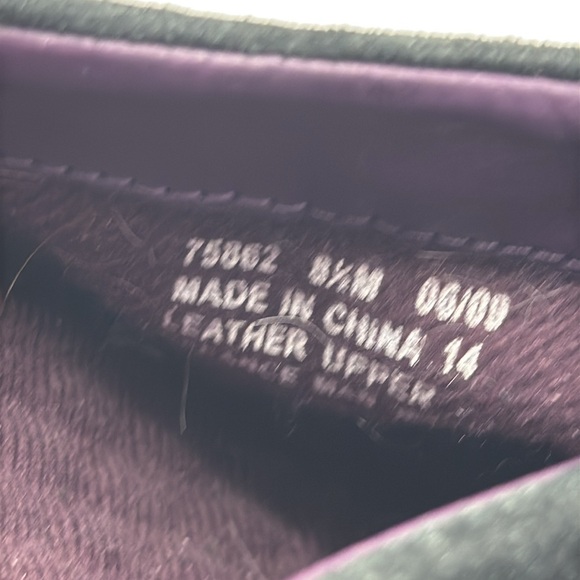 75862 8½M 06/09
MADE IN CHINA 14
LEATHER UPPER